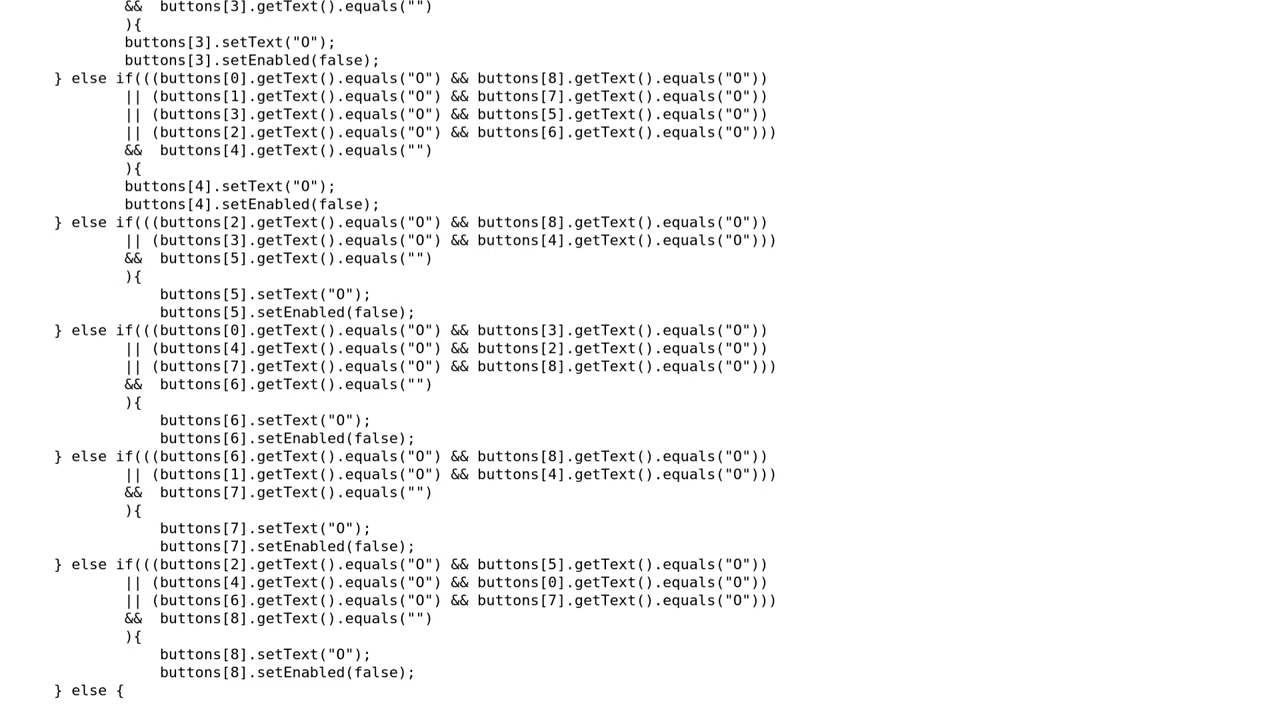 &&  buttons[3].getText().equals("")
        ){
        buttons[3].setText("O");
        buttons[3].setEnabled(false);
} else if(((buttons[0].getText().equals("O") && buttons[8].getText().equals("O"))
        || (buttons[1].getText().equals("O") && buttons[7].getText().equals("O"))
        || (buttons[3].getText().equals("O") && buttons[5].getText().equals("O"))
        || (buttons[2].getText().equals("O") && buttons[6].getText().equals("O")))
        &&  buttons[4].getText().equals("")
        ){
        buttons[4].setText("O");
        buttons[4].setEnabled(false);
} else if(((buttons[2].getText().equals("O") && buttons[8].getText().equals("O"))
        || (buttons[3].getText().equals("O") && buttons[4].getText().equals("O")))
        &&  buttons[5].getText().equals("")
        ){
            buttons[5].setText("O");
            buttons[5].setEnabled(false);
} else if(((buttons[0].getText().equals("O") && buttons[3].getText().equals("O"))
        || (buttons[4].getText().equals("O") && buttons[2].getText().equals("O"))
        || (buttons[7].getText().equals("O") && buttons[8].getText().equals("O")))
        &&  buttons[6].getText().equals("")
        ){
            buttons[6].setText("O");
            buttons[6].setEnabled(false);
} else if(((buttons[6].getText().equals("O") && buttons[8].getText().equals("O"))
        || (buttons[1].getText().equals("O") && buttons[4].getText().equals("O")))
        &&  buttons[7].getText().equals("")
        ){
            buttons[7].setText("O");
            buttons[7].setEnabled(false);
} else if(((buttons[2].getText().equals("O") && buttons[5].getText().equals("O"))
        || (buttons[4].getText().equals("O") && buttons[0].getText().equals("O"))
        || (buttons[6].getText().equals("O") && buttons[7].getText().equals("O")))
        &&  buttons[8].getText().equals("")
        ){
            buttons[8].setText("O");
            buttons[8].setEnabled(false);
} else {